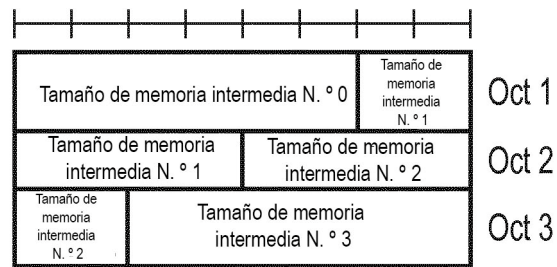 Tamaño de memoria intermedia N. º 0
Tamaño de
memoria
intermedia
N. º 1
Oct 1
Tamaño de memoria
intermedia N. º 1
Tamaño de memoria
intermedia N. º 2
Oct 2
Tamaño de
memoria
intermedia
N. º 2
Tamaño de memoria
intermedia N. º 3
Oct 3